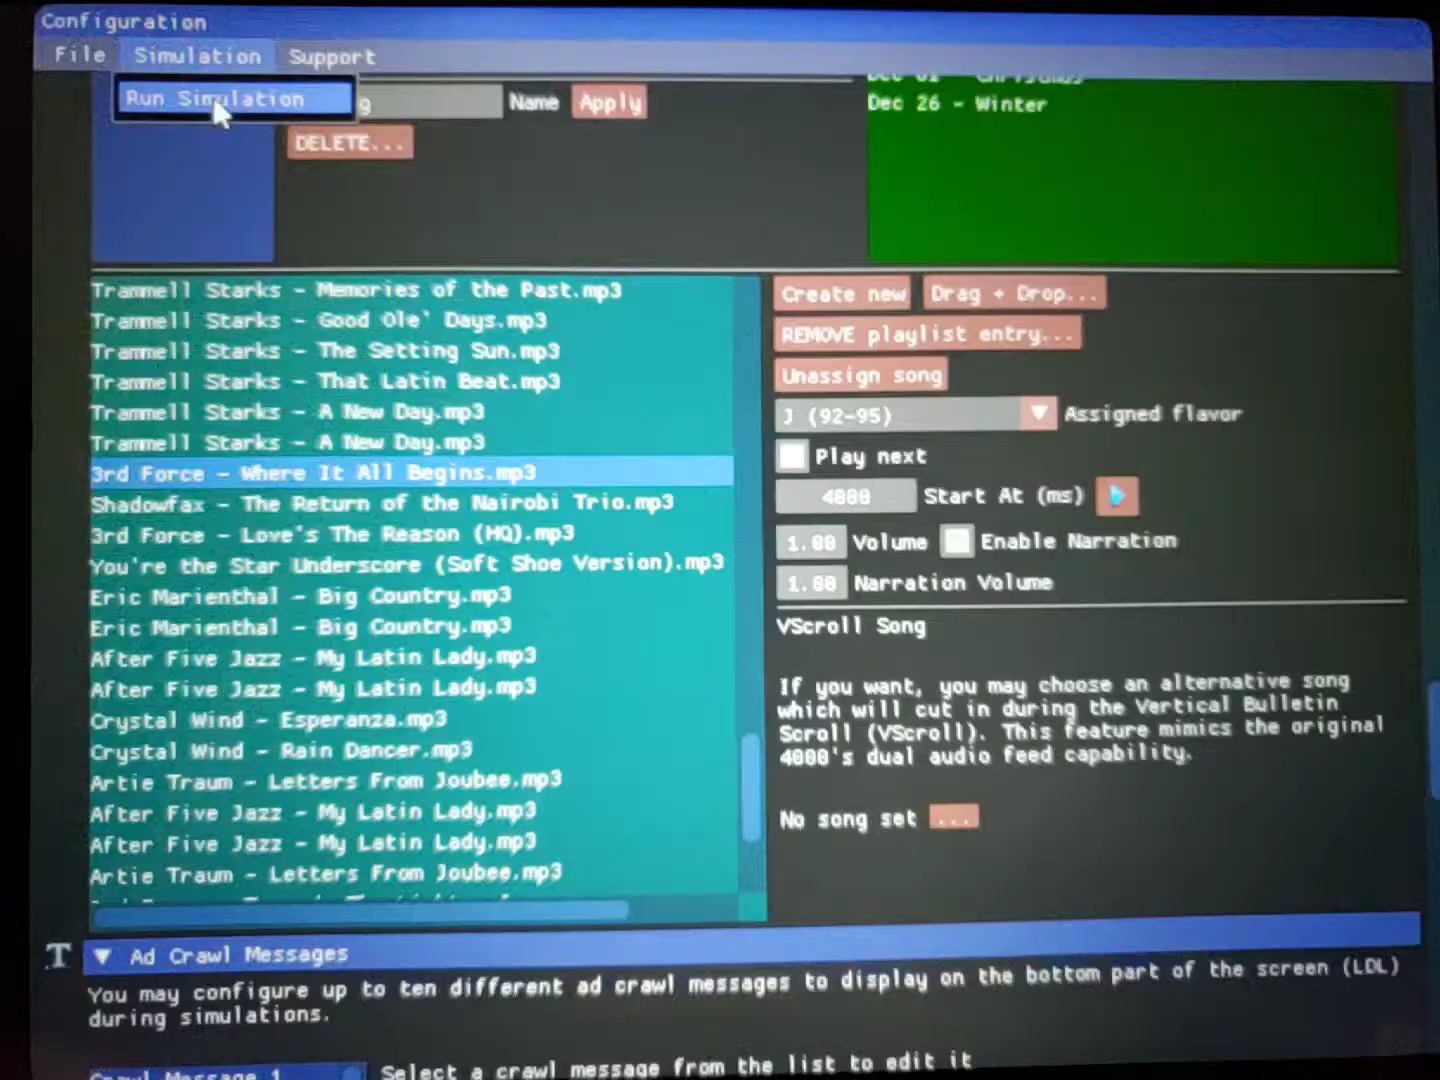 Configuration
File Simulation Support
Run Simulation
g Name Apply
DELETE...
Dec 26 - Winter
Trammell Starks - Memories of the Past.mp3
Trammell Starks - Good Ole' Days.mp3
Trammell Starks - The Setting Sun.mp3
Trammell Starks - That Latin Beat.mp3
Trammell Starks - A New Day.mp3
Trammell Starks - A New Day.mp3
3rd Force - Where It All Begins.mp3
Shadowfax - The Return of the Nairobi Trio.mp3
3rd Force - Love's The Reason (HQ).mp3
You're the Star Underscore (Soft Shoe Version).mp3
Eric Marienthal - Big Country.mp3
Eric Marienthal - Big Country.mp3
After Five Jazz - My Latin Lady.mp3
After Five Jazz - My Latin Lady.mp3
Crystal Wind - Esperanza.mp3
Crystal Wind - Rain Dancer.mp3
Artie Traum - Letters From Joubee.mp3
After Five Jazz - My Latin Lady.mp3
After Five Jazz - My Latin Lady.mp3
Artie Traum - Letters From Joubee.mp3
Create new Drag + Drop...
REMOVE playlist entry...
Unassign song
J (92-95) Assigned flavor
Play next
4000 Start At (ms)
1.00 Volume Enable Narration
1.00 Narration Volume
VScroll Song
If you want, you may choose an alternative song
which will cut in during the Vertical Bulletin
Scroll (VScroll). This feature mimics the original
4000's dual audio feed capability.
No song set ...
T Ad Crawl Messages
You may configure up to ten different ad crawl messages to display on the bottom part of the screen (LDL)
during simulations.
Crawl Message 1 Select a crawl message from the list to edit it